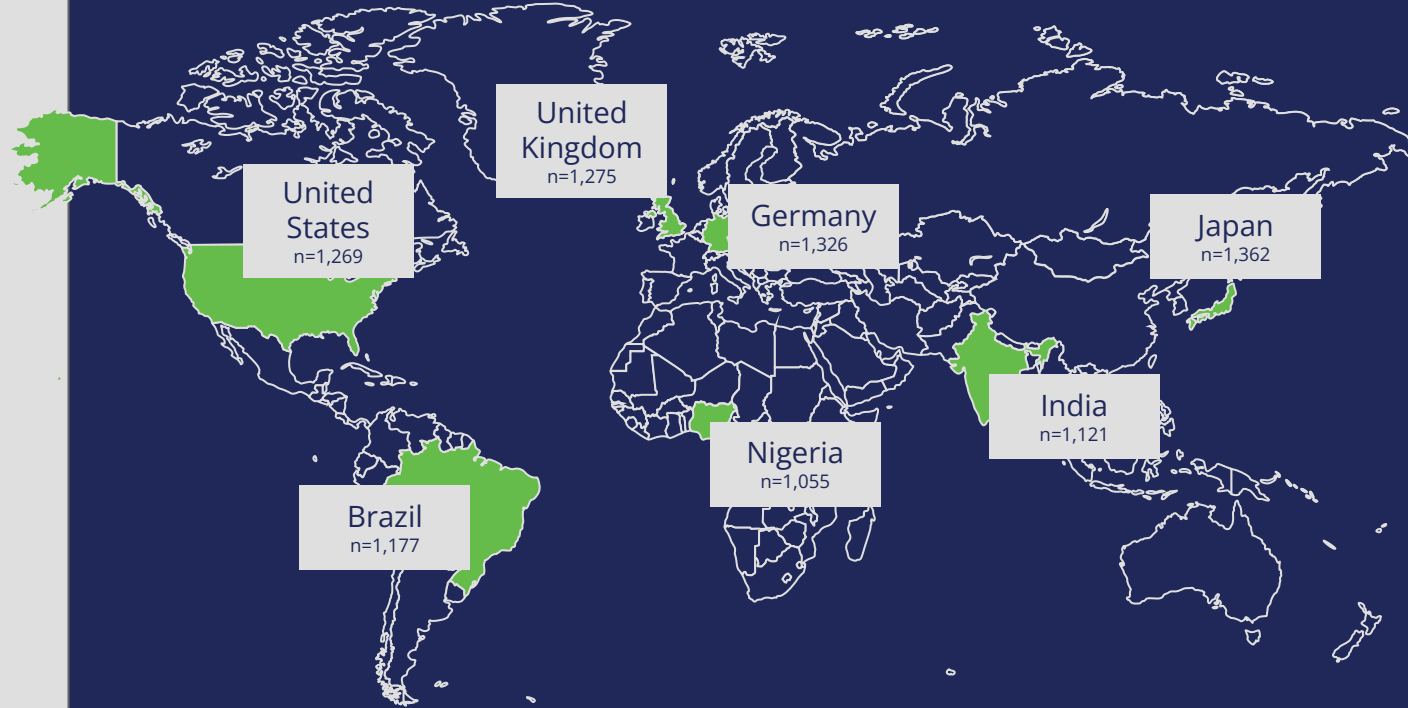 United
Kingdom
n=1,275
United
States
n=1,269
Germany
n=1,326
Japan
n=1,362
India
n=1,121
Nigeria
n=1,055
Brazil
n=1,177